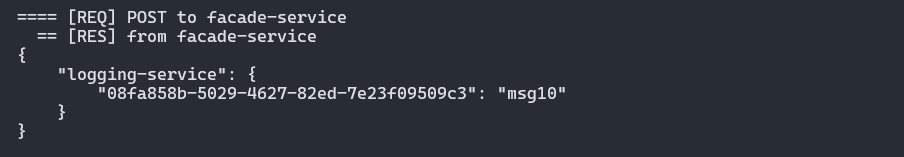 ==== [REQ] POST to facade-service
== [RES] from facade-service
{
"logging-service": {
"08fa858b-5029-4627-82ed-7e23f09509c3": "msg10"
}
}